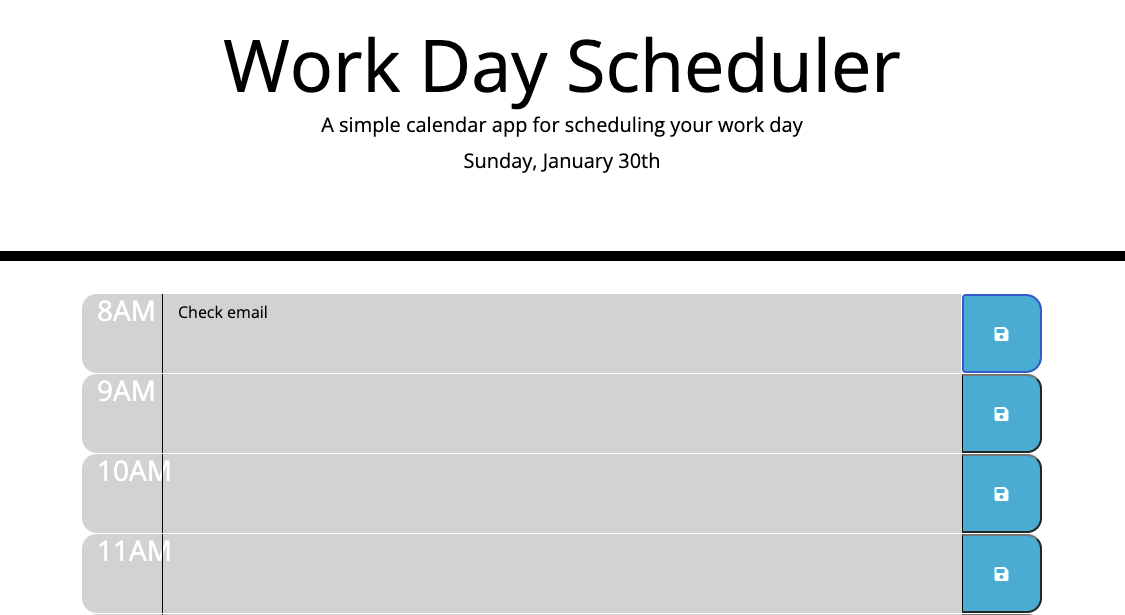 Work Day Scheduler
A simple calendar app for scheduling your work day
Sunday, January 30th
8AM
Check email
9AM
10AM
11AM